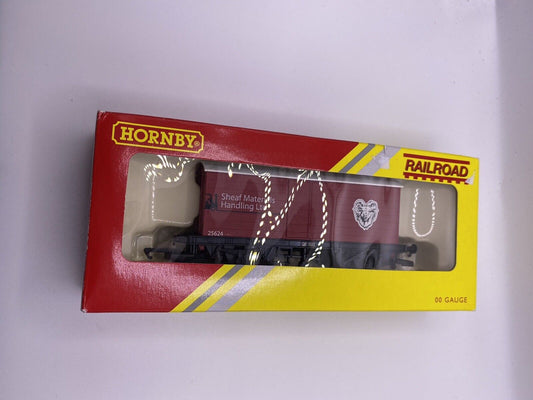 HORNBY®
RAILROAD
Sheaf Materials
Handling Ltd
25624
00 GAUGE